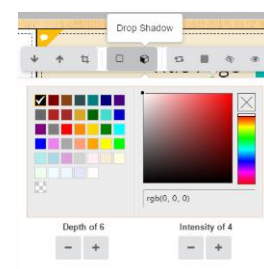 Drop Shadow
rgb(0, 0, 0)
Depth of 6
Intensity of 4
- +
- +